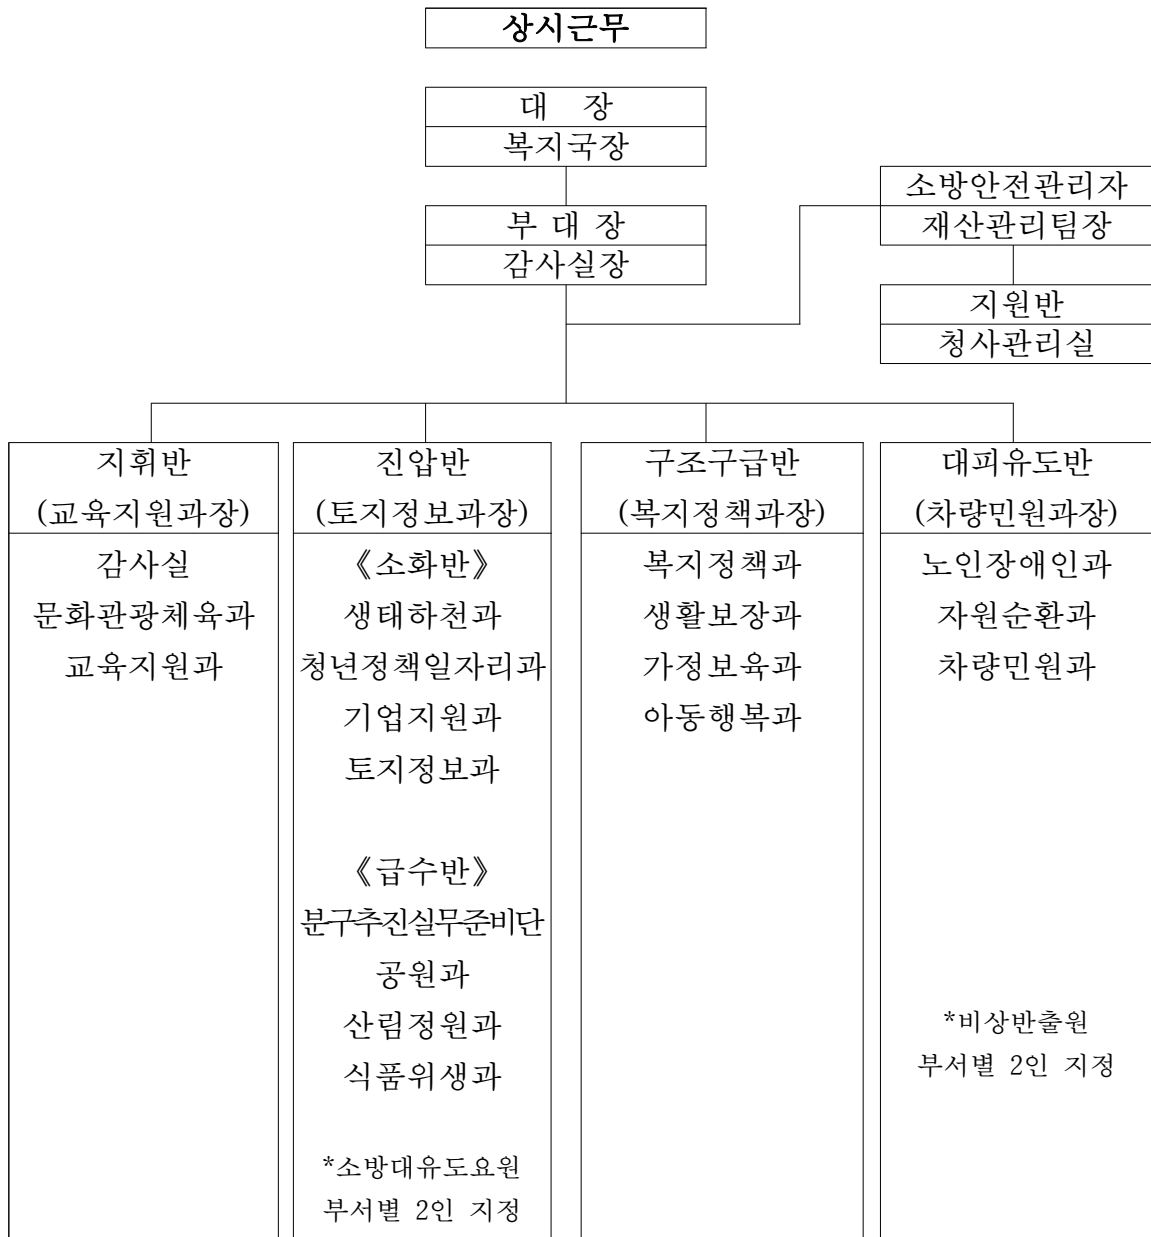 상시근무
대 장
복지국장
부 대 장
감사실장
소방안전관리자
재산관리팀장
지원반
청사관리실
지휘반
(교육지원과장)
감사실
문화관광체육과
교육지원과
진압반
(토지정보과장)
《소화반》
생태하천과
청년정책일자리과
기업지원과
토지정보과
《급수반》
분구추진실무준비단
공원과
산림정원과
식품위생과
*소방대유도요원
부서별 2인 지정
구조구급반
(복지정책과장)
복지정책과
생활보장과
가정보육과
아동행복과
대피유도반
(차량민원과장)
노인장애인과
자원순환과
차량민원과
*비상반출원
부서별 2인 지정